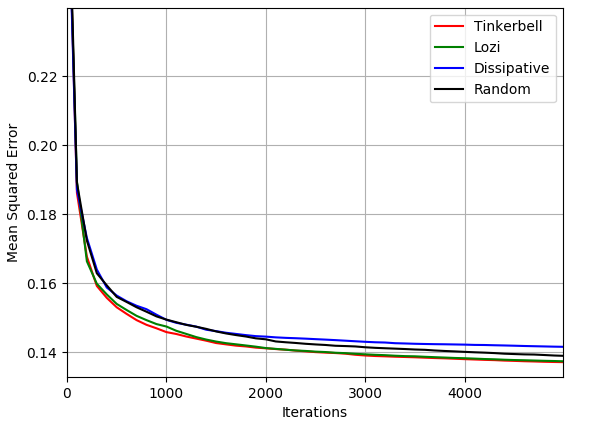 Tinkerbell
Lozi
Dissipative
Random
Mean Squared Error
0.22
0.20
0.18
0.16
0.14
0
1000
2000
3000
4000
Iterations